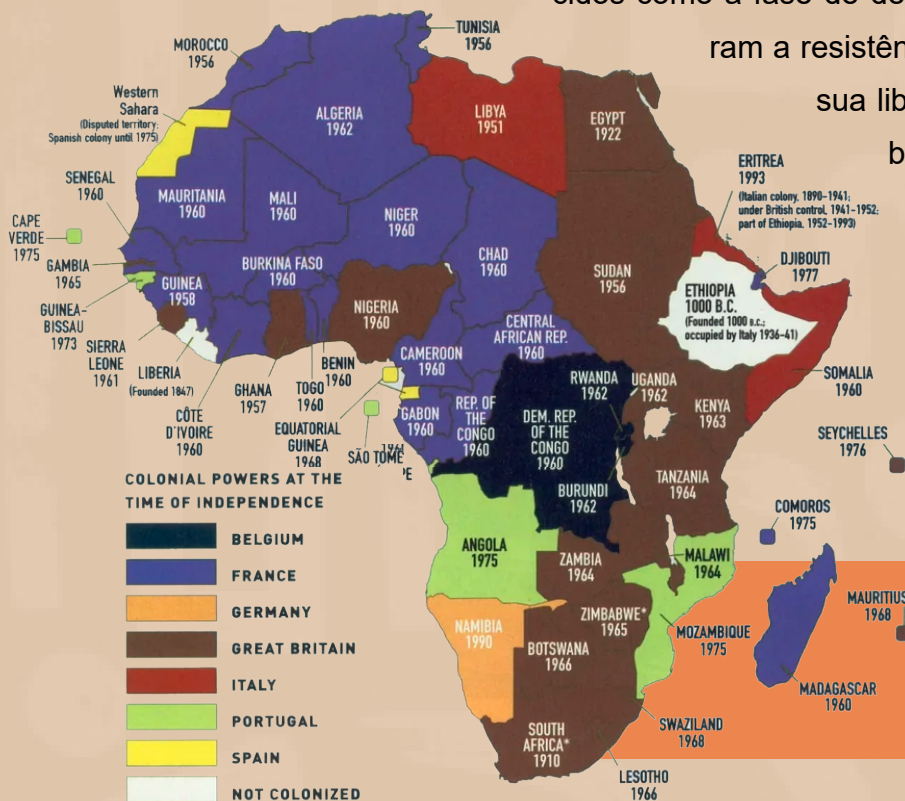 cidos como a fase do de
ram a resistên
sua lib
b
TUNISIA
1956
MOROCCO
1956
Western
Sahara
(Disputed territory:
Spanish colony until 1975)
ALGERIA
1962
LIBYA
1951
EGYPT
1922
SENEGAL
1960
MAURITANIA
1960
MALI
1960
NIGER
1960
CHAD
1960
SUDAN
1956
ERITREA
1993
(Italian colony, 1890-1941;
under British control, 1941-1952;
part of Ethiopia, 1952-1993)
DJIBOUTI
1977
CAPE
VERDE
1975
GAMBIA
1965
GUINEA-
BISSAU
1973
GUINEA
1958
BURKINA FASO
1960
NIGERIA
1960
ETHIOPIA
1000 B.C.
(Founded 1000 B.C.;
occupied by Italy 1936-41)
SIERRA
LEONE
1961
LIBERIA
(Founded 1847)
CÔTE
D'IVOIRE
1960
GHANA
1957
TOGO
1960
BENIN
1960
CAMEROON
1960
CENTRAL
AFRICAN REP.
1960
SOMALIA
1960
EQUATORIAL
GUINEA
1968
SÃO TOMÉ
PE
GABON
1960
REP. OF
THE
CONGO
1960
DEM. REP.
OF THE
CONGO
1960
RWANDA
1962
UGANDA
1962
KENYA
1963
BURUNDI
1962
TANZANIA
1964
SEYCHELLES
1976
COMOROS
1975
ANGOLA
1975
ZAMBIA
1964
MALAWI
1964
NAMIBIA
1990
ZIMBABWE*
1965
BOTSWANA
1966
MOZAMBIQUE
1975
MAURITIUS
1968
MADAGASCAR
1960
SOUTH
AFRICA*
1910
SWAZILAND
1968
LESOTHO
1966
COLONIAL POWERS AT THE
TIME OF INDEPENDENCE
BELGIUM
FRANCE
GERMANY
GREAT BRITAIN
ITALY
PORTUGAL
SPAIN
NOT COLONIZED